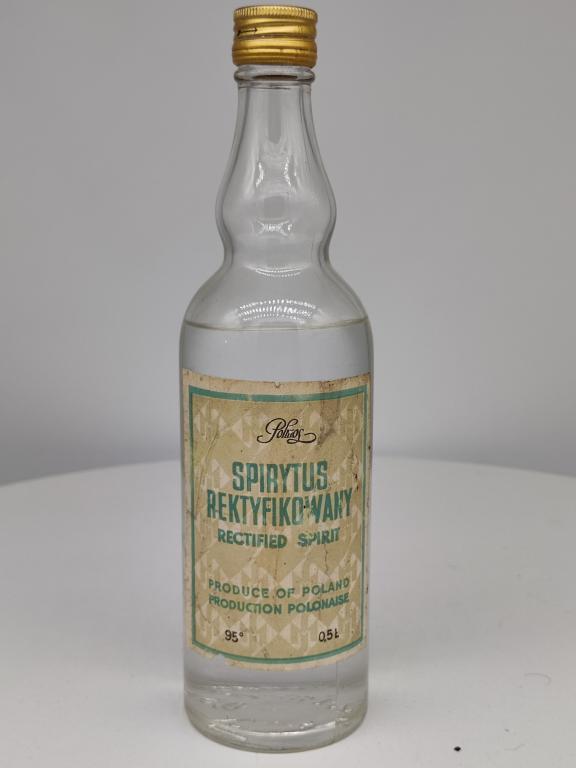 Polmos
SPIRYTUS
REKTYFIKOWANY
RECTIFIED SPIRIT
PRODUCE OF POLAND
PRODUCTION POLONAISE
95° 0,5 Ł